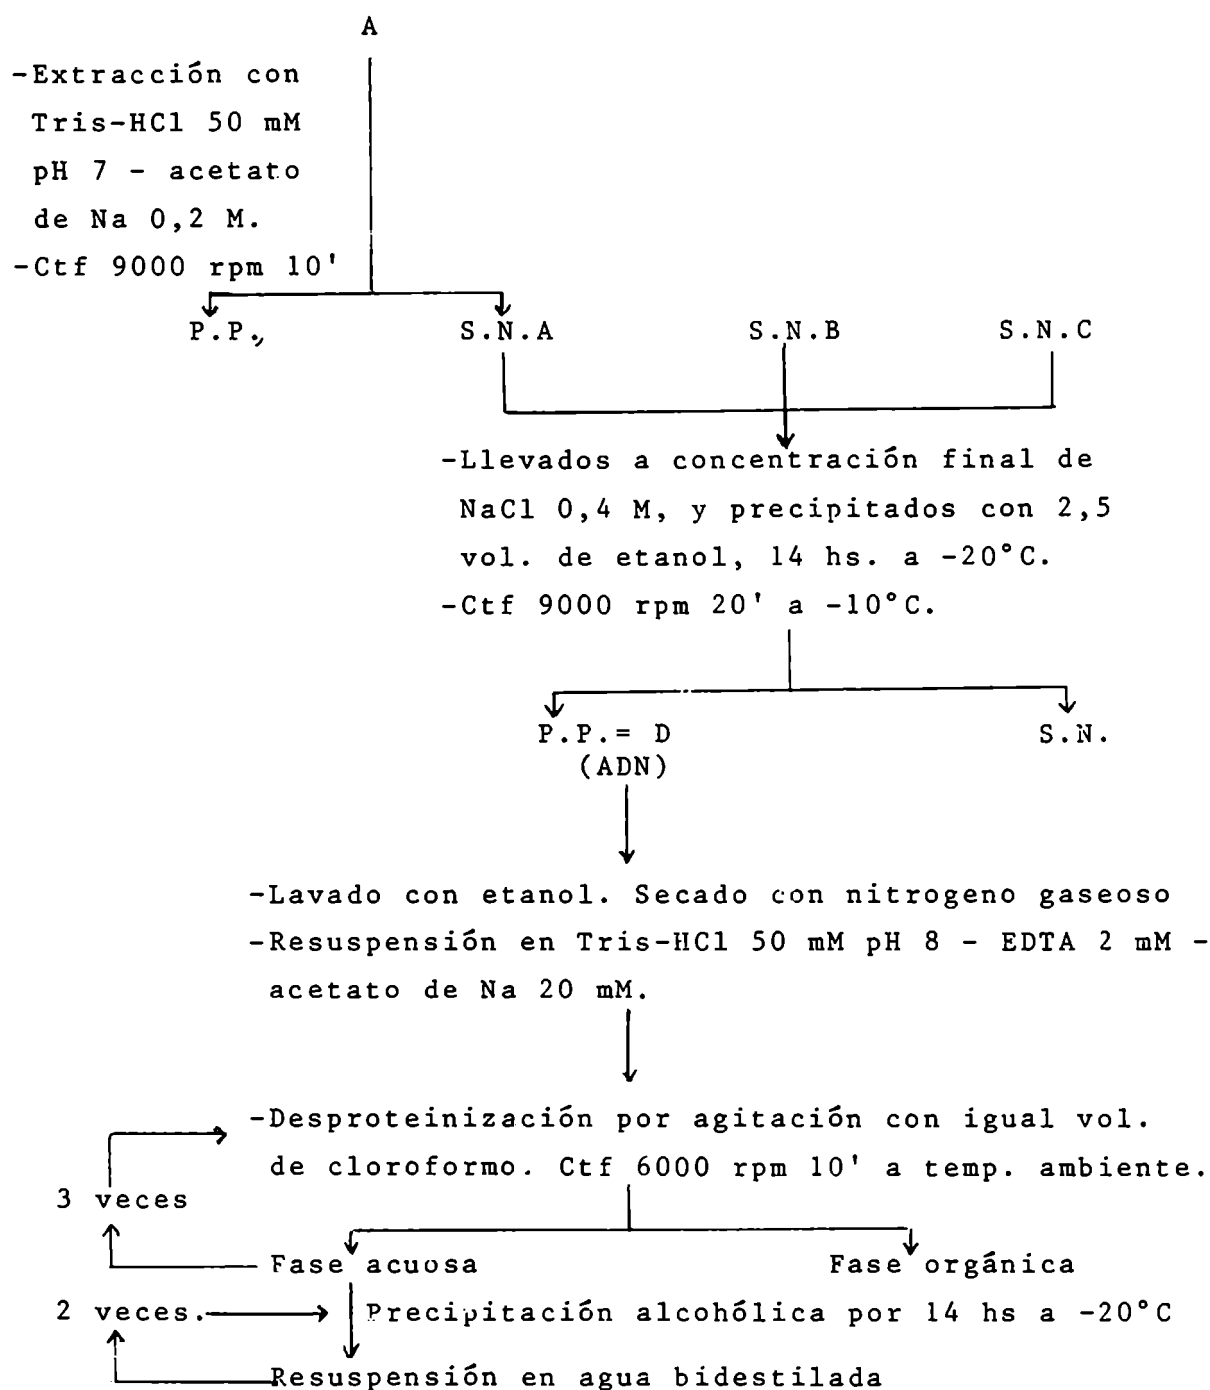 A
-Extracción con
Tris-HCl 50 mM
pH 7 - acetato
de Na 0,2 M.
-Ctf 9000 rpm 10'
P.P., S.N.A S.N.B S.N.C
-Llevados a concentración final de
NaCl 0,4 M, y precipitados con 2,5
vol. de etanol, 14 hs. a -20°C.
-Ctf 9000 rpm 20' a -10°C.
P.P.= D S.N.
(ADN)
-Lavado con etanol. Secado con nitrogeno gaseoso
-Resuspensión en Tris-HCl 50 mM pH 8 - EDTA 2 mM -
acetato de Na 20 mM.
-Desproteinización por agitación con igual vol.
de cloroformo. Ctf 6000 rpm 10' a temp. ambiente.
3 veces
Fase acuosa Fase orgánica
2 veces. Precipitación alcohólica por 14 hs a -20°C
Resuspensión en agua bidestilada